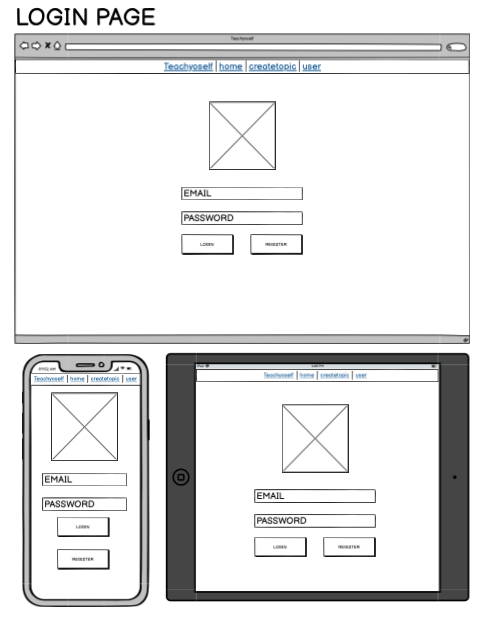 LOGIN PAGE
Teachyoself
Teachyoself home createtopic user
EMAIL
PASSWORD
LOGIN REGISTER
Teachyoself home createtopic user
EMAIL
PASSWORD
LOGIN
REGISTER
iPad
Teachyoself home createtopic user
EMAIL
PASSWORD
LOGIN REGISTER